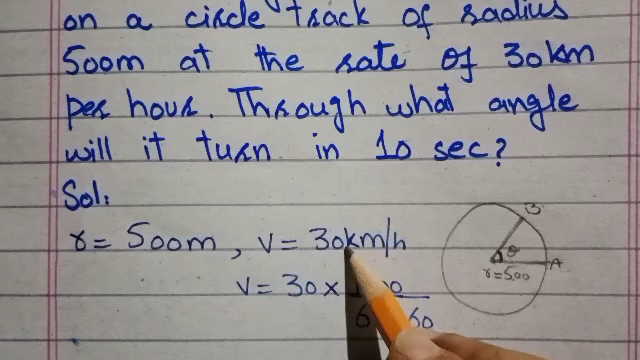 on a circle track of radius
500m at the rate of 30km
per hour. Through what angle
will it turn in 10 sec?
Sol:
r = 500m, v = 30km/h
v = 30 ×
60
B
θ
A
r=500